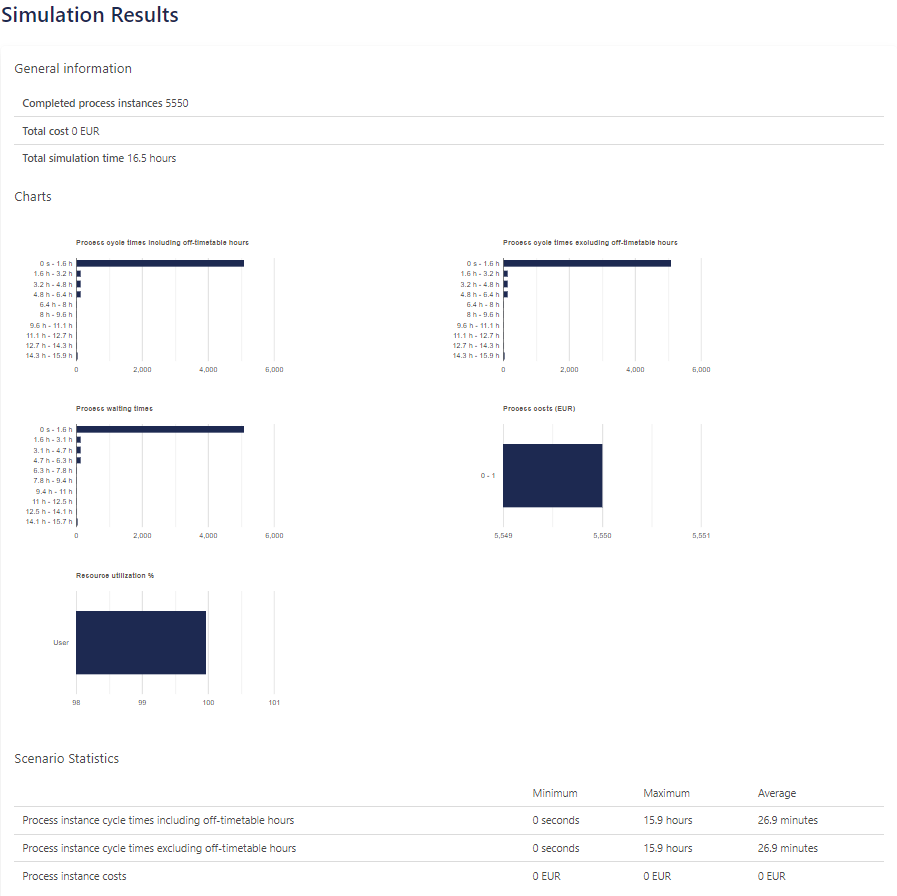 Simulation Results
General information
Completed process instances 5550
Total cost 0 EUR
Total simulation time 16.5 hours
Charts
Process cycle times including off-timetable hours
0 s - 1.6 h
1.6 h - 3.2 h
3.2 h - 4.8 h
4.8 h - 6.4 h
6.4 h - 8 h
8 h - 9.6 h
9.6 h - 11.1 h
11.1 h - 12.7 h
12.7 h - 14.3 h
14.3 h - 15.9 h
0 2,000 4,000 6,000
Process cycle times excluding off-timetable hours
0 s - 1.6 h
1.6 h - 3.2 h
3.2 h - 4.8 h
4.8 h - 6.4 h
6.4 h - 8 h
8 h - 9.6 h
9.6 h - 11.1 h
11.1 h - 12.7 h
12.7 h - 14.3 h
14.3 h - 15.9 h
0 2,000 4,000 6,000
Process waiting times
0 s - 1.6 h
1.6 h - 3.1 h
3.1 h - 4.7 h
4.7 h - 6.3 h
6.3 h - 7.8 h
7.8 h - 9.4 h
9.4 h - 11 h
11 h - 12.5 h
12.5 h - 14.1 h
14.1 h - 15.7 h
0 2,000 4,000 6,000
Process costs (EUR)
0 - 1
5,549 5,550 5,551
Resource utilization %
User
98 99 100 101
Scenario Statistics
Minimum Maximum Average
Process instance cycle times including off-timetable hours 0 seconds 15.9 hours 26.9 minutes
Process instance cycle times excluding off-timetable hours 0 seconds 15.9 hours 26.9 minutes
Process instance costs 0 EUR 0 EUR 0 EUR